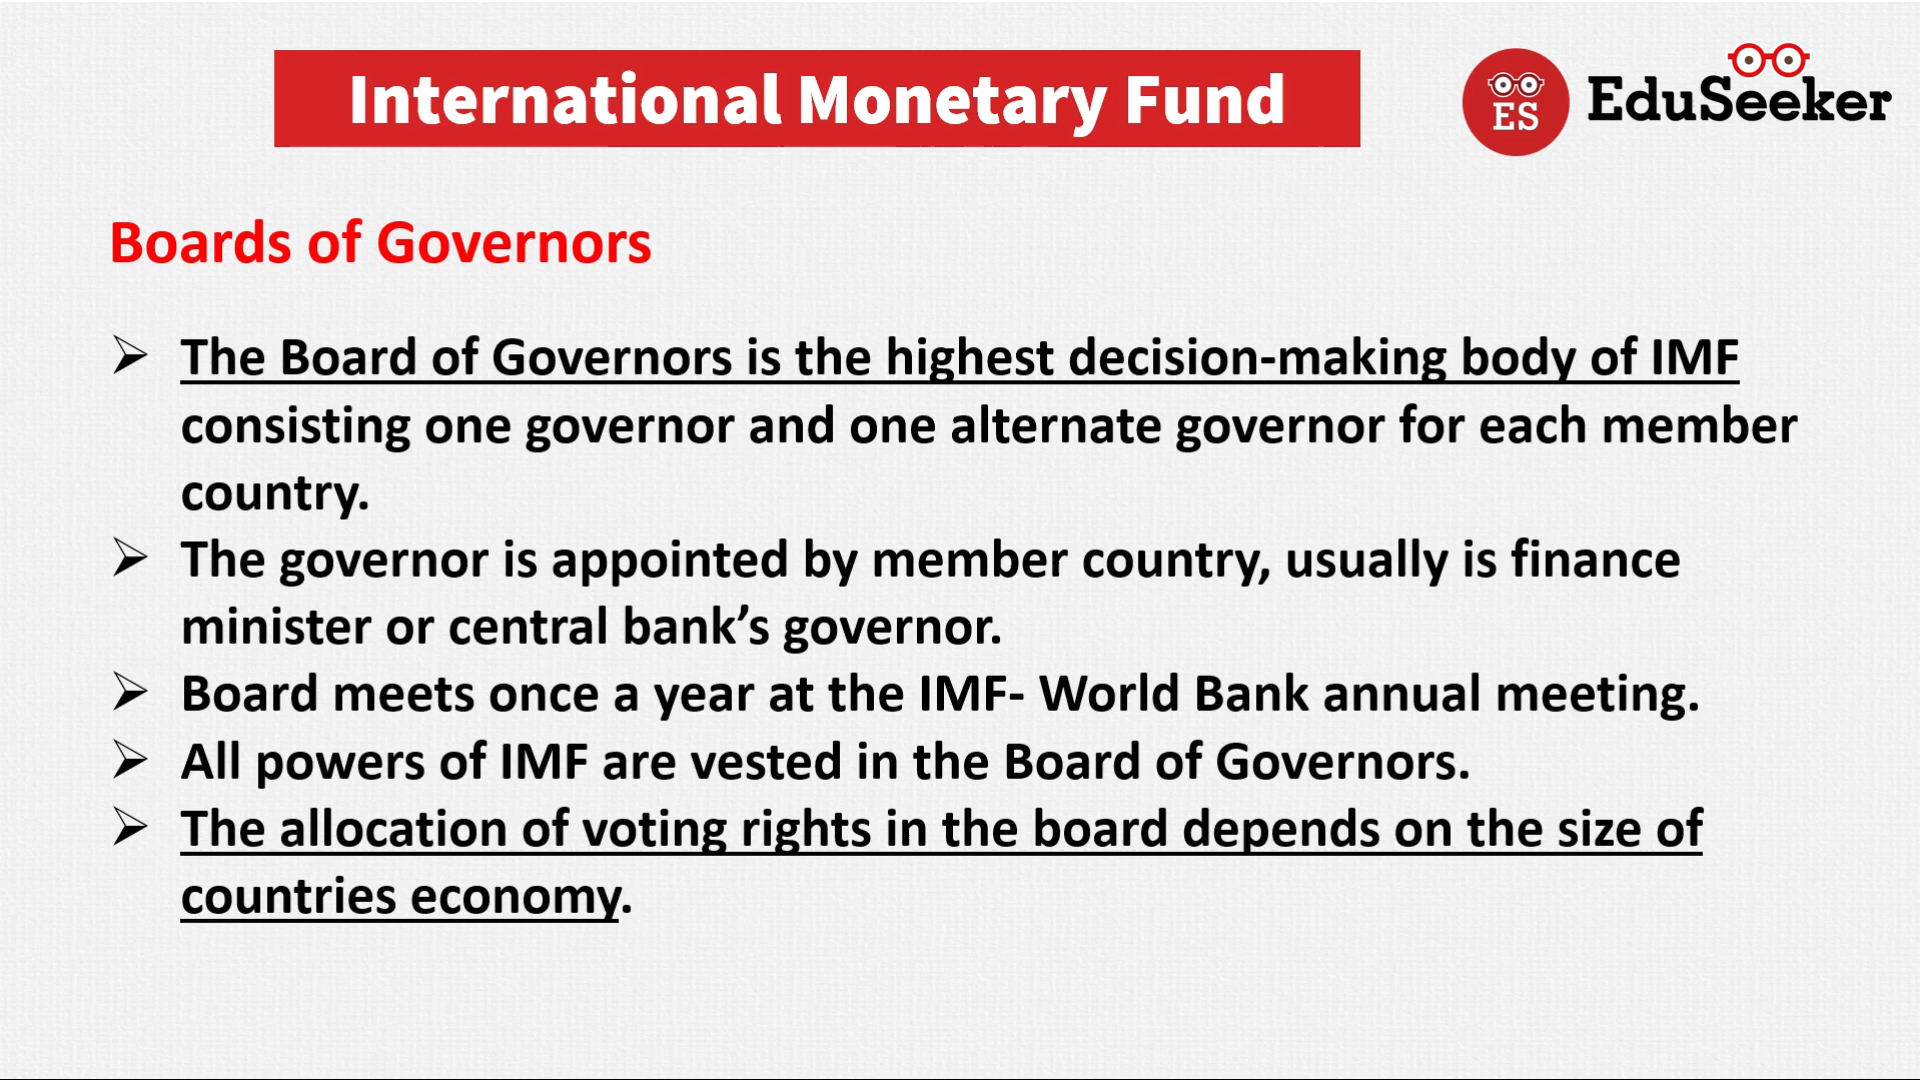 International Monetary Fund
ES
EduSeeker
Boards of Governors
➢ The Board of Governors is the highest decision-making body of IMF
consisting one governor and one alternate governor for each member
country.
➢ The governor is appointed by member country, usually is finance
minister or central bank’s governor.
➢ Board meets once a year at the IMF- World Bank annual meeting.
➢ All powers of IMF are vested in the Board of Governors.
➢ The allocation of voting rights in the board depends on the size of
countries economy.